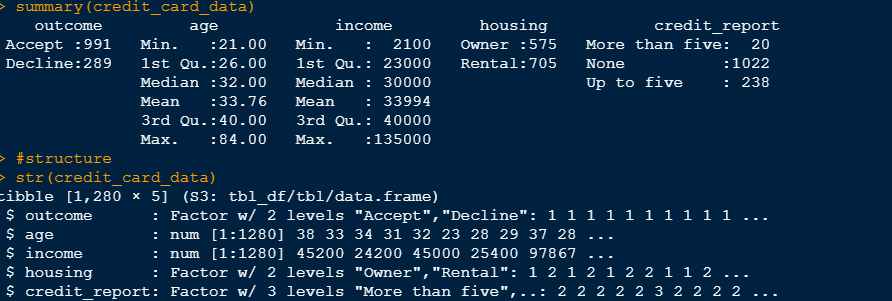 > summary(credit_card_data)
    outcome         age            income          housing           credit_report
 Accept :991   Min.   :21.00   Min.   :  2100   Owner :575   More than five:  20
 Decline:289   1st Qu.:26.00   1st Qu.: 23000   Rental:705   None          :1022
               Median :32.00   Median : 30000                Up to five    : 238
               Mean   :33.76   Mean   : 33994
               3rd Qu.:40.00   3rd Qu.: 40000
               Max.   :84.00   Max.   :135000
> #structure
> str(credit_card_data)
tibble [1,280 × 5] (S3: tbl_df/tbl/data.frame)
 $ outcome      : Factor w/ 2 levels "Accept","Decline": 1 1 1 1 1 1 1 1 1 1 ...
 $ age          : num [1:1280] 38 33 34 31 32 23 28 29 37 28 ...
 $ income       : num [1:1280] 45200 24200 45000 25400 97867 ...
 $ housing      : Factor w/ 2 levels "Owner","Rental": 1 2 1 2 1 2 2 1 1 2 ...
 $ credit_report: Factor w/ 3 levels "More than five",..: 2 2 2 2 2 3 2 2 2 2 ...